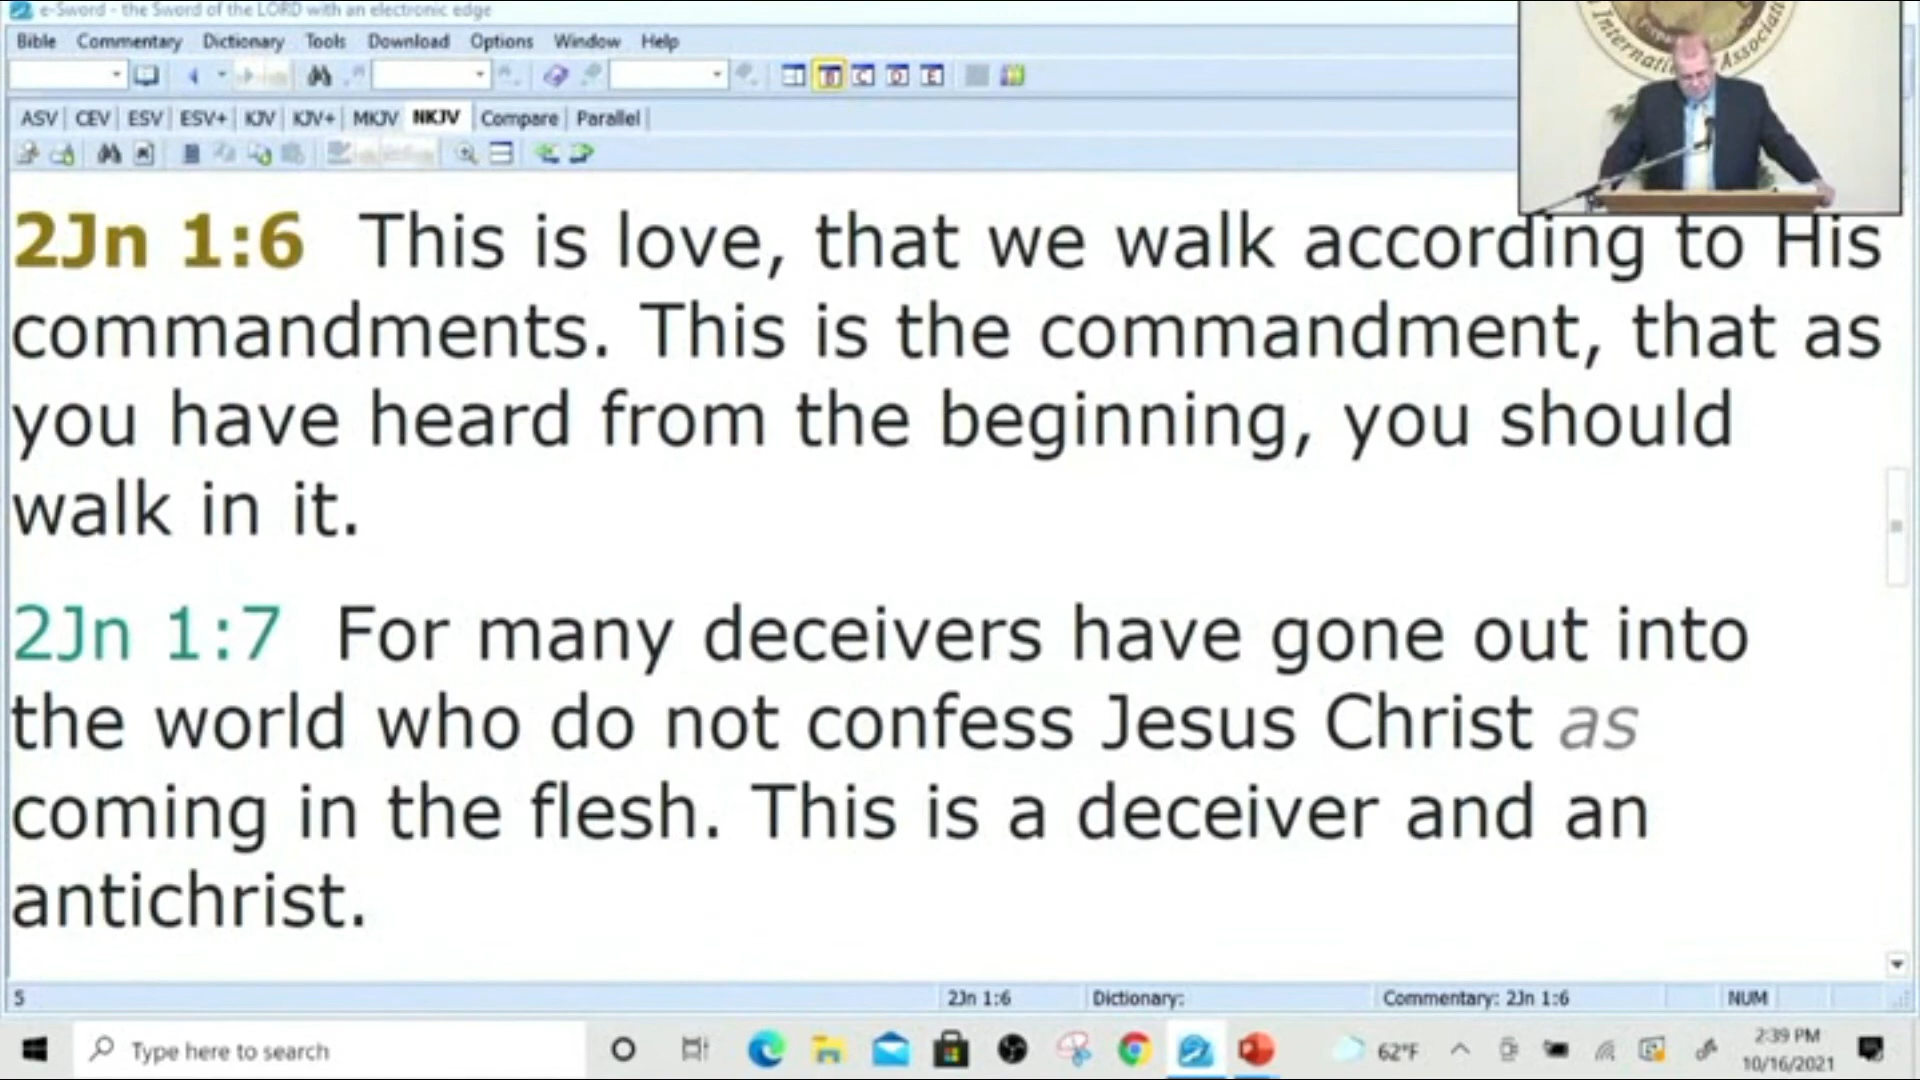 e-Sword - the Sword of the LORD with an electronic edge
Bible Commentary Dictionary Tools Download Options Window Help
ASV CEV ESV ESV+ KJV KJV+ MKJV NKJV Compare Parallel
International Associati
2Jn 1:6 This is love, that we walk according to His
commandments. This is the commandment, that as
you have heard from the beginning, you should
walk in it.
2Jn 1:7 For many deceivers have gone out into
the world who do not confess Jesus Christ as
coming in the flesh. This is a deceiver and an
antichrist.
5 2Jn 1:6 Dictionary: Commentary: 2Jn 1:6 NUM
Type here to search 62°F 2:39 PM
10/16/2021